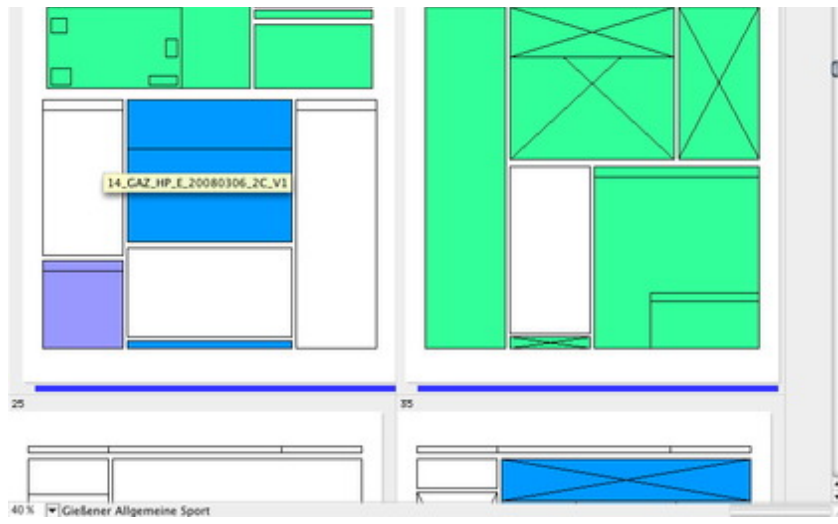 14_GAZ_HP_E_20080306_2C_V1
25
35
40 %
Gießener Allgemeine Sport